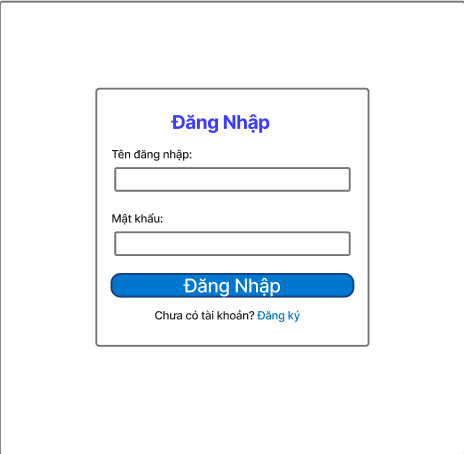 Đăng Nhập
Tên đăng nhập:
Mật khẩu:
Đăng Nhập
Chưa có tài khoản? Đăng ký